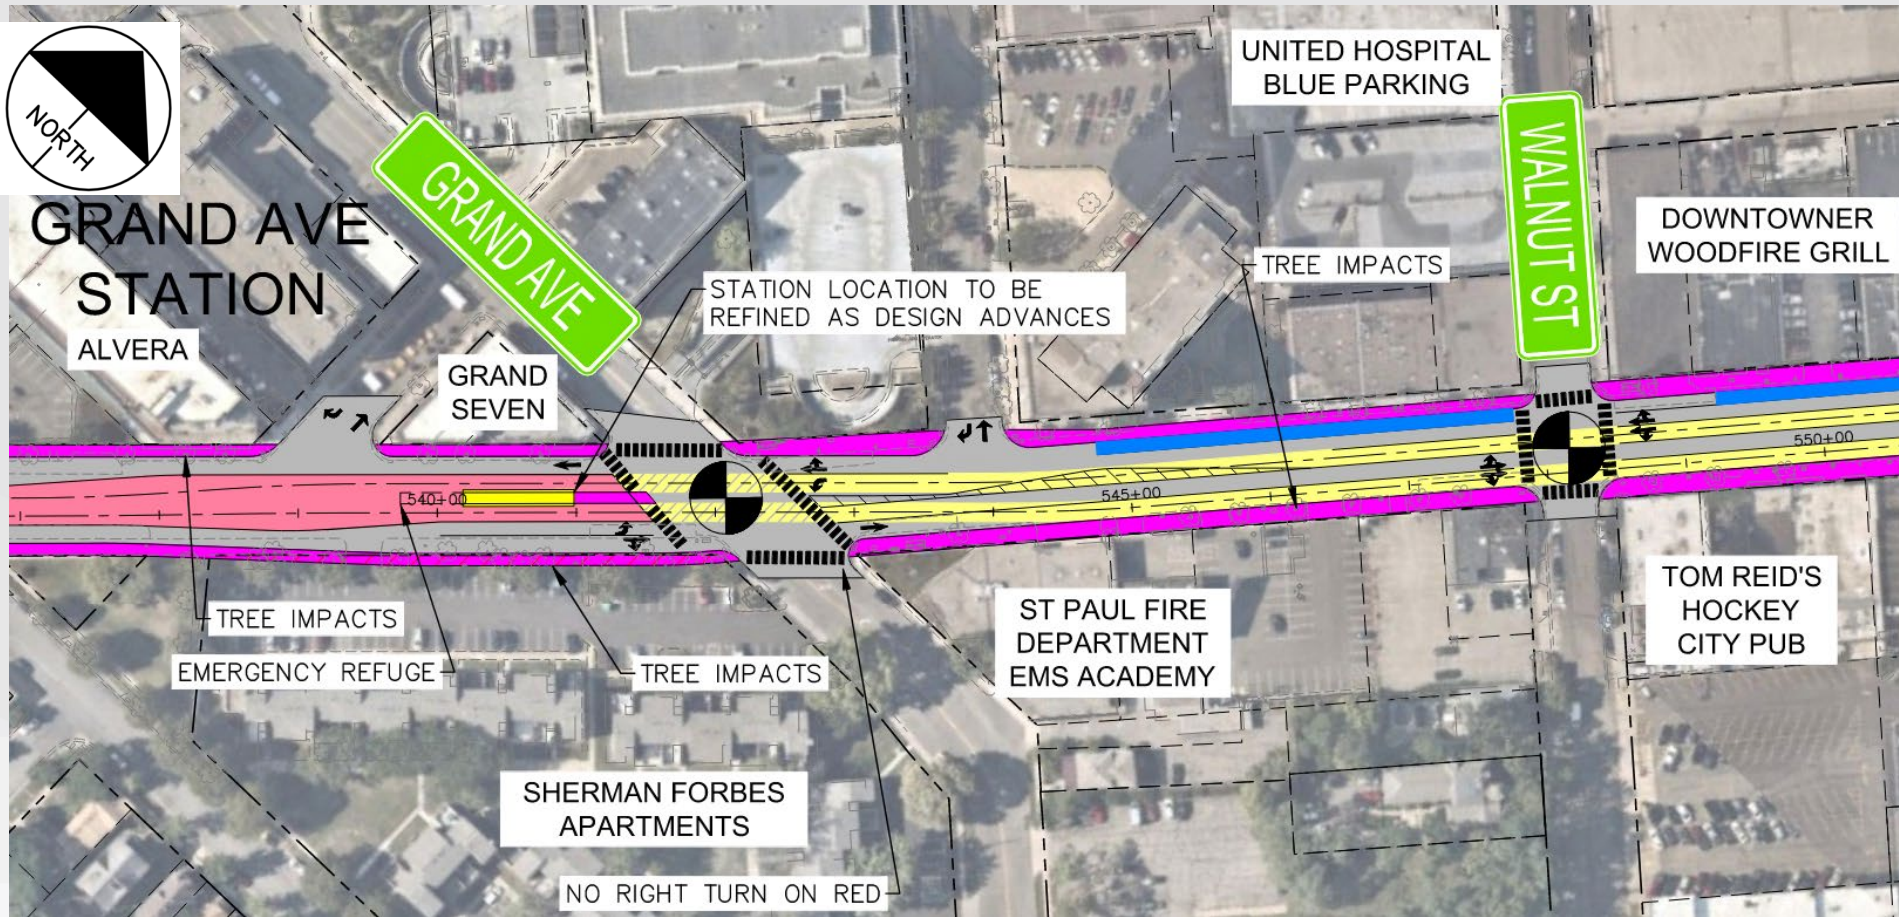 NORTH
GRAND AVE
STATION
ALVERA
GRAND AVE
GRAND
SEVEN
STATION LOCATION TO BE
REFINED AS DESIGN ADVANCES
UNITED HOSPITAL
BLUE PARKING
TREE IMPACTS
WALNUT ST
DOWNTOWNER
WOODFIRE GRILL
540+00
545+00
550+00
TREE IMPACTS
EMERGENCY REFUGE
TREE IMPACTS
SHERMAN FORBES
APARTMENTS
NO RIGHT TURN ON RED
ST PAUL FIRE
DEPARTMENT
EMS ACADEMY
TOM REID'S
HOCKEY
CITY PUB